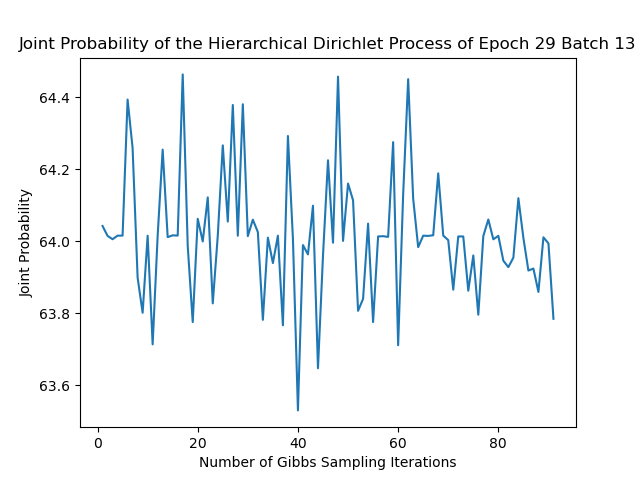 Joint Probability of the Hierarchical Dirichlet Process of Epoch 29 Batch 13
64.4
64.2
64.0
63.8
63.6
Joint Probability
0 20 40 60 80
Number of Gibbs Sampling Iterations